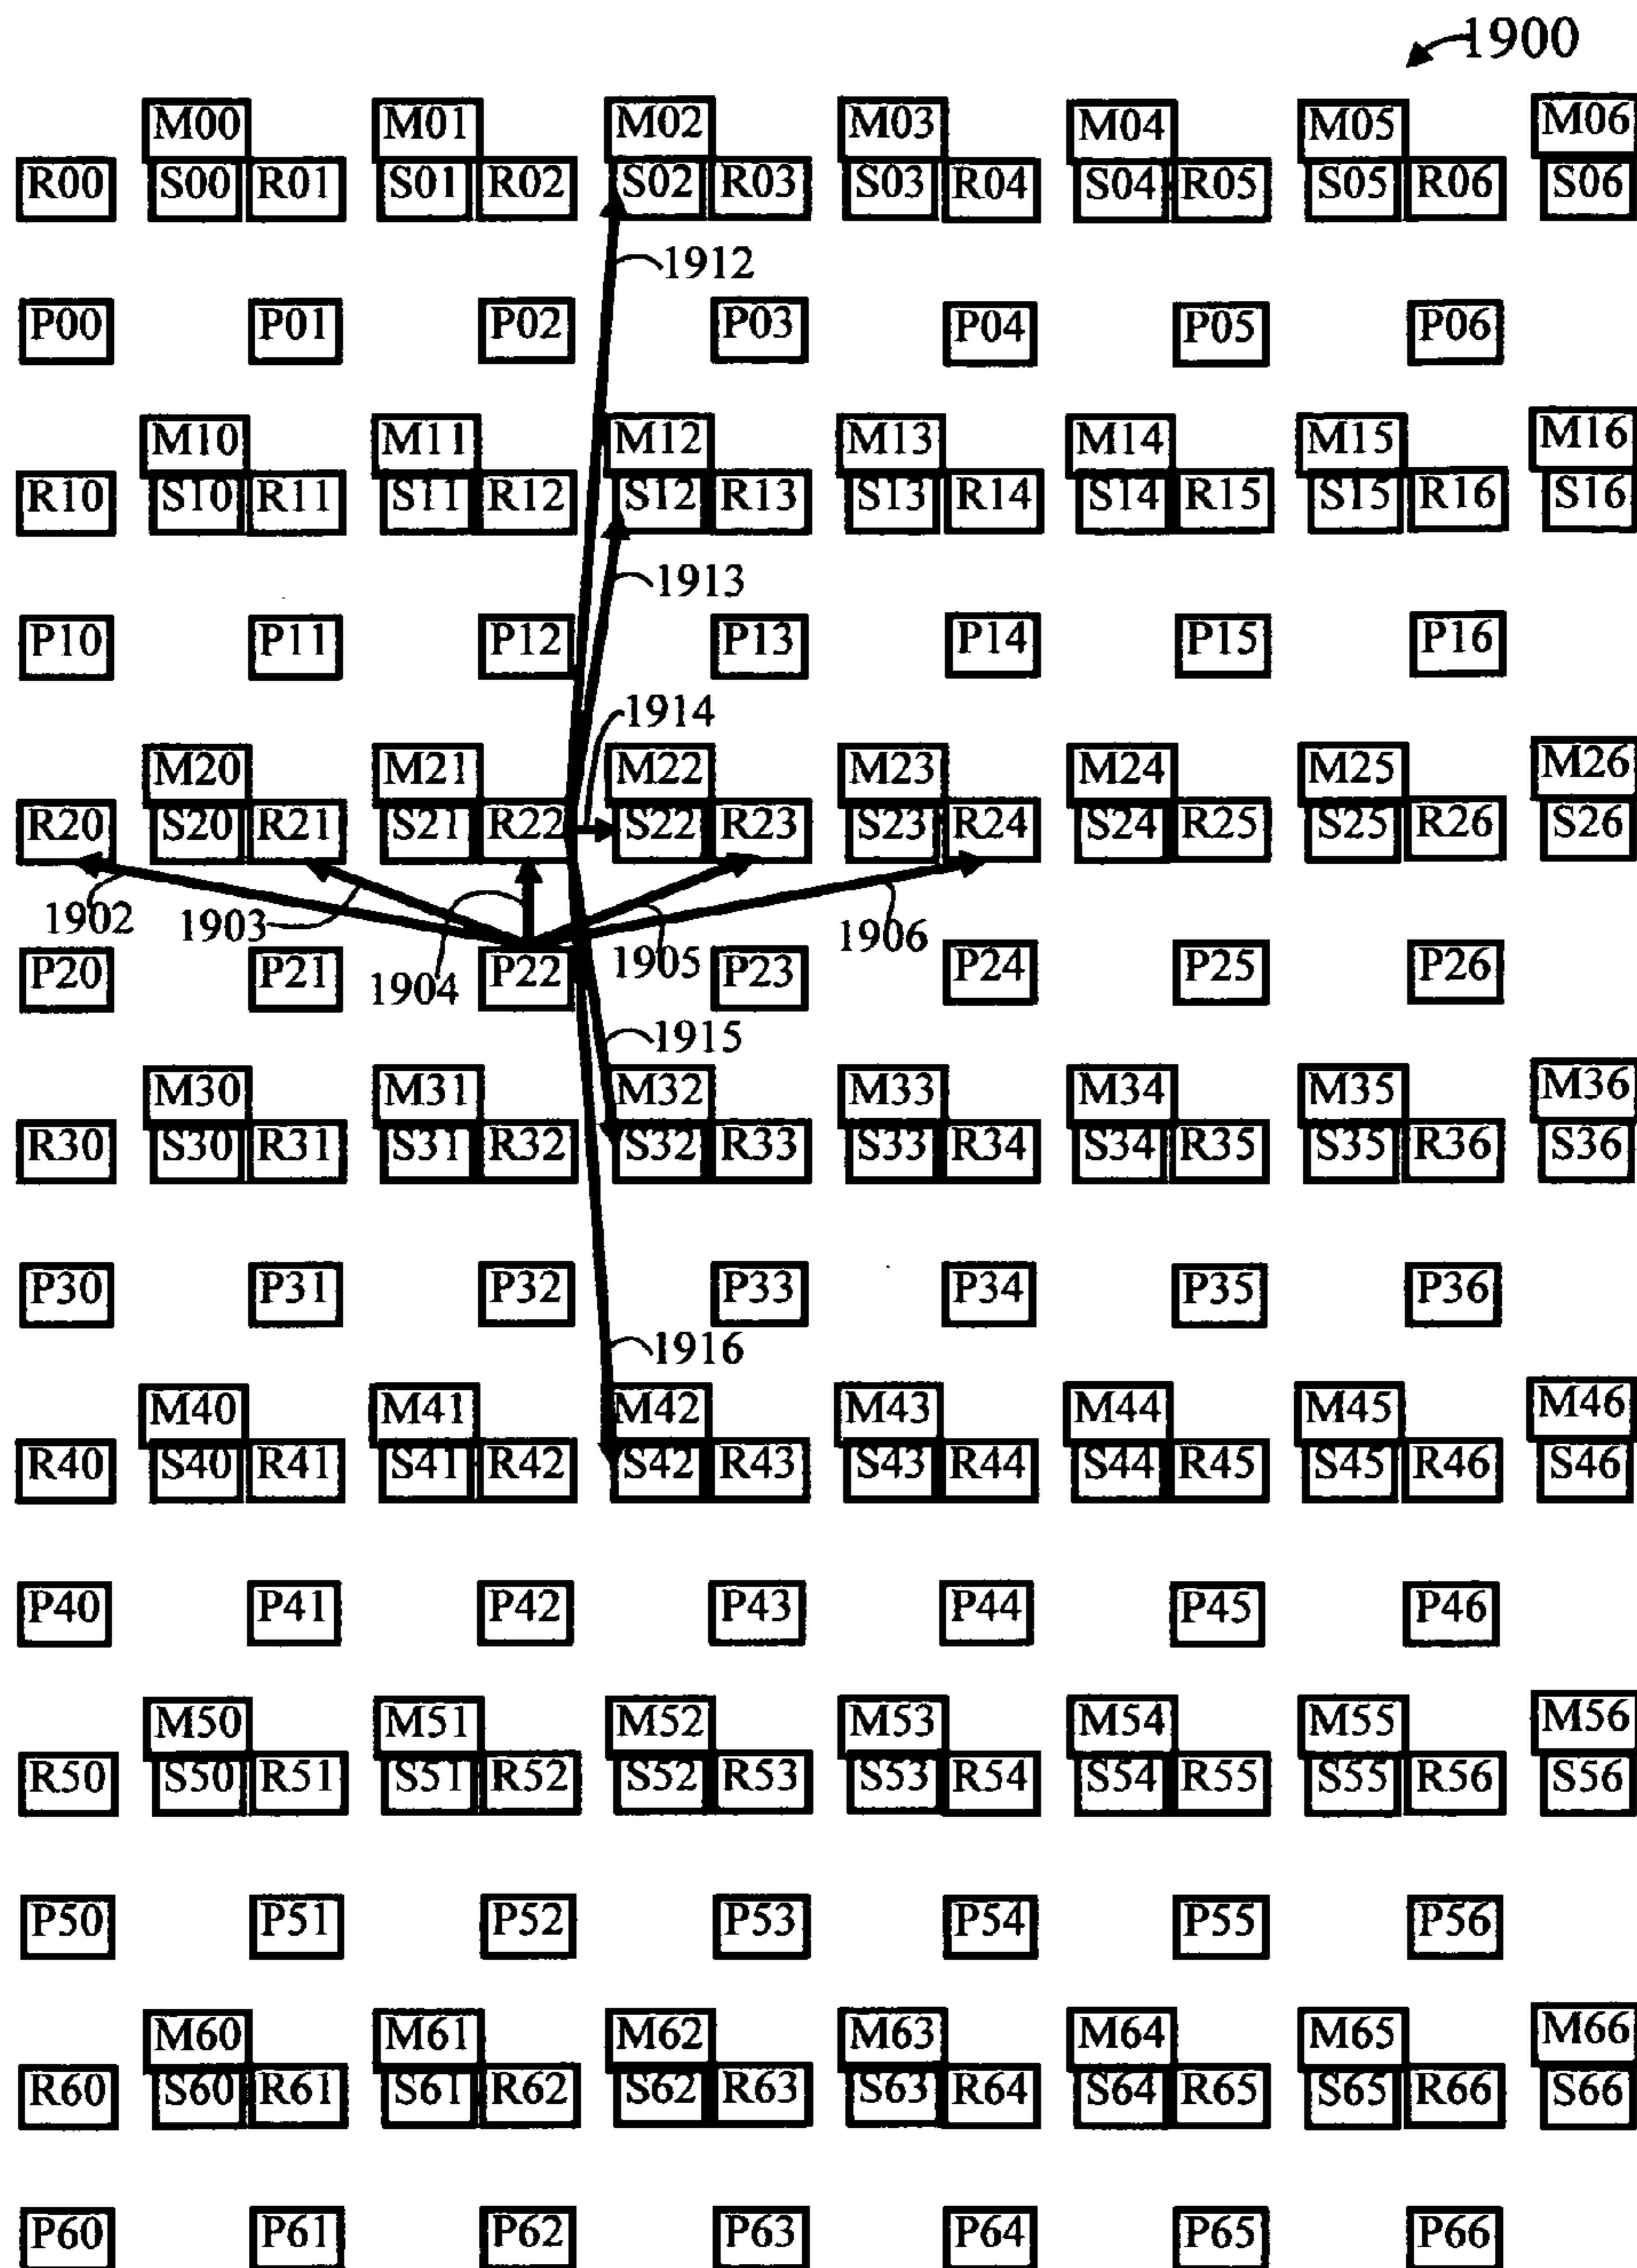 1900
M00 M01 M02 M03 M04 M05 M06
R00 S00 R01 S01 R02 S02 R03 S03 R04 S04 R05 S05 R06 S06
1912
P00 P01 P02 P03 P04 P05 P06
M10 M11 M12 M13 M14 M15 M16
R10 S10 R11 S11 R12 S12 R13 S13 R14 S14 R15 S15 R16 S16
1913
P10 P11 P12 P13 P14 P15 P16
1914
M20 M21 M22 M23 M24 M25 M26
R20 S20 R21 S21 R22 S22 R23 S23 R24 S24 R25 S25 R26 S26
1902 1903 1906
P20 P21 1904 P22 1905 P23 P24 P25 P26
1915
M30 M31 M32 M33 M34 M35 M36
R30 S30 R31 S31 R32 S32 R33 S33 R34 S34 R35 S35 R36 S36
P30 P31 P32 P33 P34 P35 P36
1916
M40 M41 M42 M43 M44 M45 M46
R40 S40 R41 S41 R42 S42 R43 S43 R44 S44 R45 S45 R46 S46
P40 P41 P42 P43 P44 P45 P46
M50 M51 M52 M53 M54 M55 M56
R50 S50 R51 S51 R52 S52 R53 S53 R54 S54 R55 S55 R56 S56
P50 P51 P52 P53 P54 P55 P56
M60 M61 M62 M63 M64 M65 M66
R60 S60 R61 S61 R62 S62 R63 S63 R64 S64 R65 S65 R66 S66
P60 P61 P62 P63 P64 P65 P66